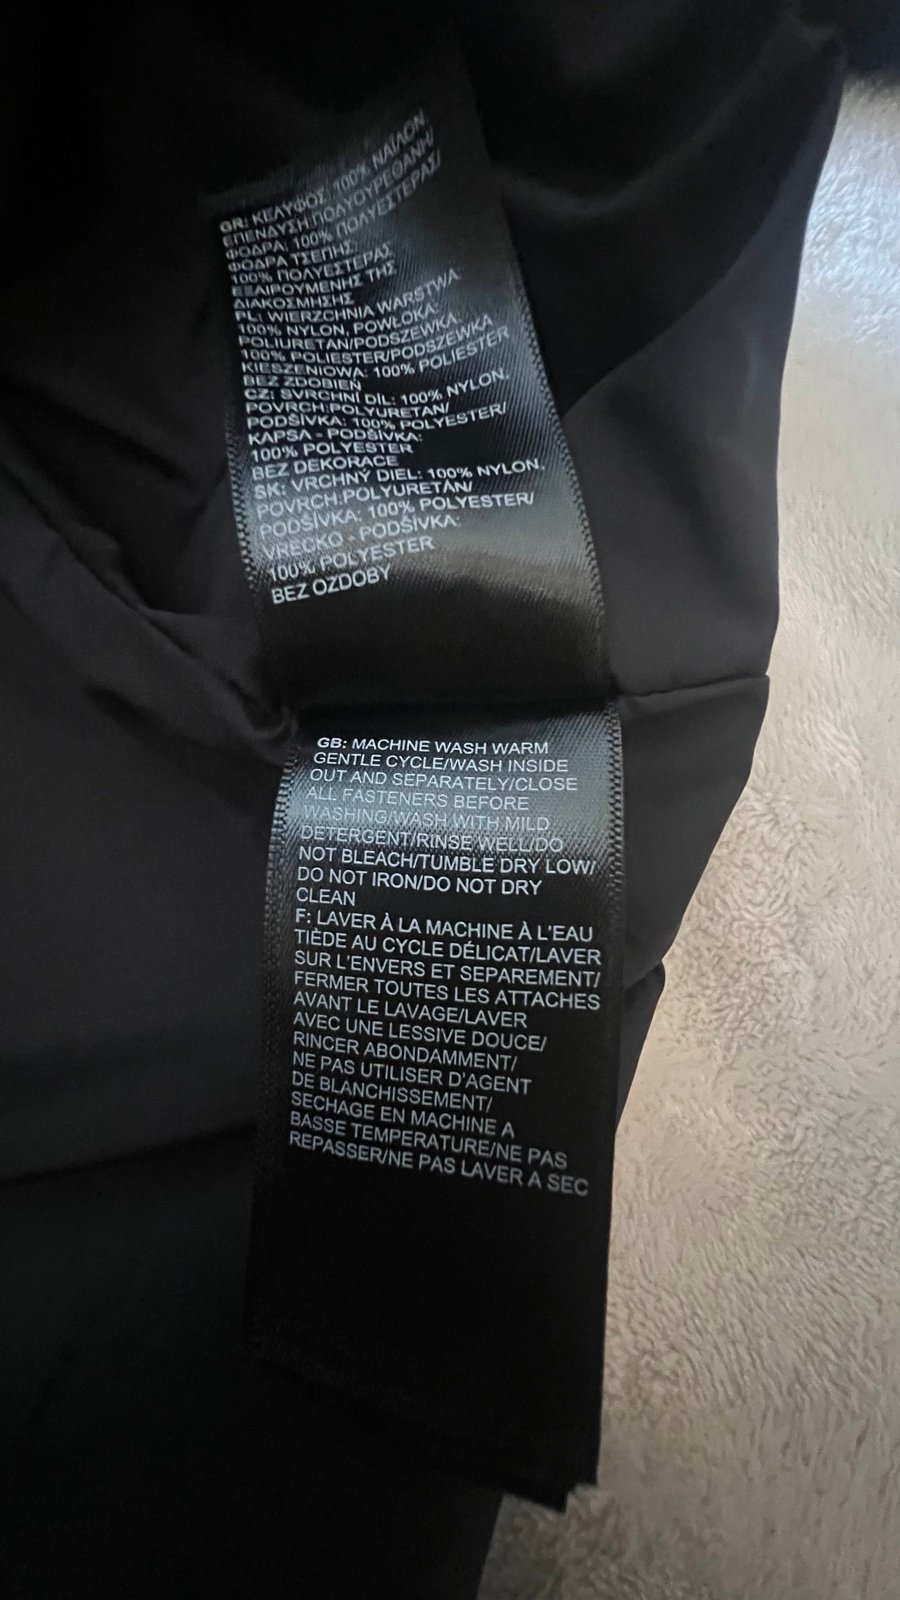 GR: ΚΕΛΥΦΟΣ: 100% ΝΑΪΛΟΝ,
ΕΠΕΝΔΥΣΗ:ΠΟΛΥΟΥΡΕΘΑΝΗ/
ΦΟΔΡΑ: 100% ΠΟΛΥΕΣΤΕΡΑΣ/
ΦΟΔΡΑ ΤΣΕΠΗΣ:
100% ΠΟΛΥΕΣΤΕΡΑΣ
ΕΞΑΙΡΟΥΜΕΝΗΣ ΤΗΣ
ΔΙΑΚΟΣΜΗΣΗΣ
PL: WIERZCHNIA WARSTWA:
100% NYLON, POWŁOKA:
POLIURETAN/PODSZEWKA:
100% POLIESTER/PODSZEWKA
KIESZENIOWA: 100% POLIESTER
BEZ ZDOBIEŃ
CZ: SVRCHNÍ DÍL: 100% NYLON,
POVRCH:POLYURETAN/
PODŠÍVKA: 100% POLYESTER/
KAPSA - PODŠÍVKA:
100% POLYESTER
BEZ DEKORACE
SK: VRCHNÝ DIEL: 100% NYLON,
POVRCH:POLYURETÁN/
PODŠÍVKA: 100% POLYESTER/
VRECKO - PODŠÍVKA:
100% POLYESTER
BEZ OZDOBY
GB: MACHINE WASH WARM
GENTLE CYCLE/WASH INSIDE
OUT AND SEPARATELY/CLOSE
ALL FASTENERS BEFORE
WASHING/WASH WITH MILD
DETERGENT/RINSE WELL/DO
NOT BLEACH/TUMBLE DRY LOW/
DO NOT IRON/DO NOT DRY
CLEAN
F: LAVER À LA MACHINE À L'EAU
TIÈDE AU CYCLE DÉLICAT/LAVER
SUR L'ENVERS ET SEPAREMENT/
FERMER TOUTES LES ATTACHES
AVANT LE LAVAGE/LAVER
AVEC UNE LESSIVE DOUCE/
RINCER ABONDAMMENT/
NE PAS UTILISER D'AGENT
DE BLANCHISSEMENT/
SECHAGE EN MACHINE A
BASSE TEMPERATURE/NE PAS
REPASSER/NE PAS LAVER A SEC